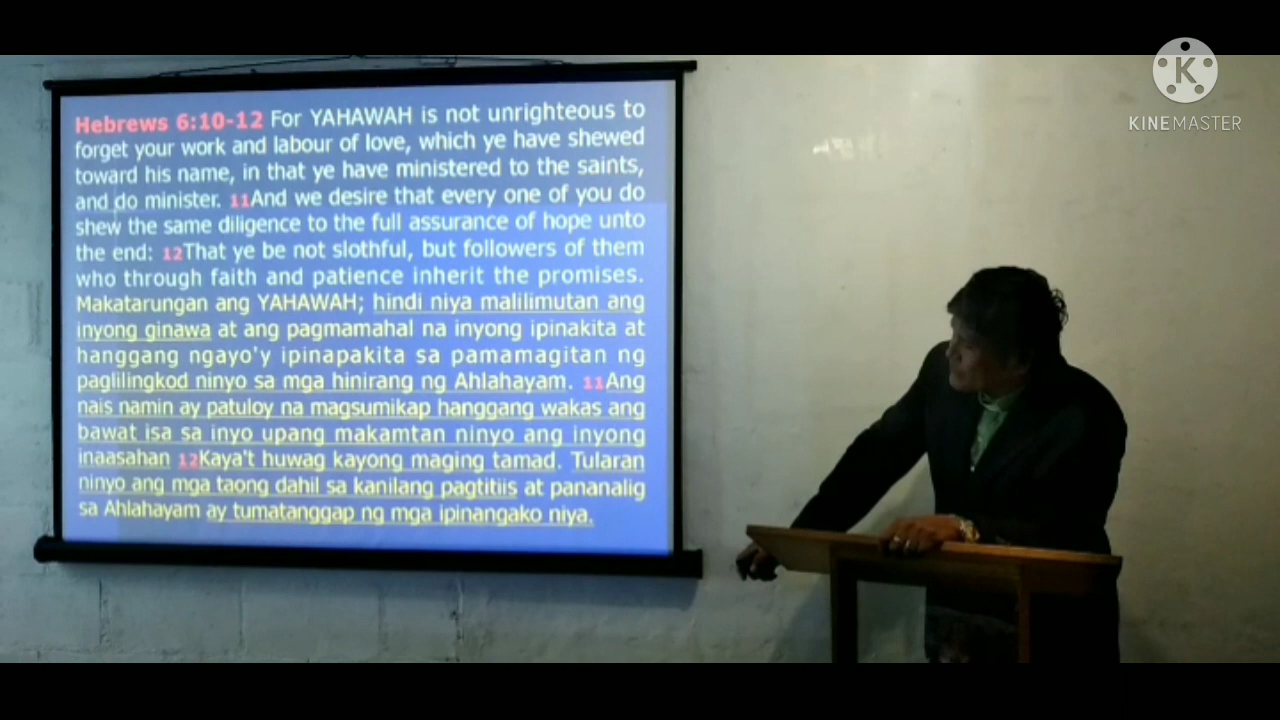 Hebrews 6:10-12 For YAHAWAH is not unrighteous to
forget your work and labour of love, which ye have shewed
toward his name, in that ye have ministered to the saints,
and do minister. 11And we desire that every one of you do
shew the same diligence to the full assurance of hope unto
the end: 12That ye be not slothful, but followers of them
who through faith and patience inherit the promises.
Makatarungan ang YAHAWAH; hindi niya malilimutan ang
inyong ginawa at ang pagmamahal na inyong ipinakita at
hanggang ngayo'y ipinapakita sa pamamagitan ng
paglilingkod ninyo sa mga hinirang ng Ahlahayam. 11Ang
nais namin ay patuloy na magsumikap hanggang wakas ang
bawat isa sa inyo upang makamtan ninyo ang inyong
inaasahan 12Kaya't huwag kayong maging tamad. Tularan
ninyo ang mga taong dahil sa kanilang pagtitiis at pananalig
sa Ahlahayam ay tumatanggap ng mga ipinangako niya.
K
KINEMASTER